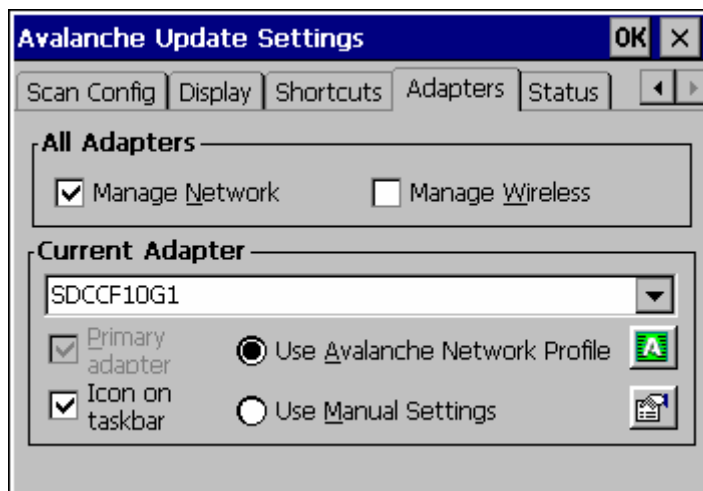 Avalanche Update Settings OK
Scan Config Display Shortcuts Adapters Status
All Adapters
Manage Network Manage Wireless
Current Adapter
SDCCF10G1
Primary adapter Use Avalanche Network Profile A
Icon on taskbar Use Manual Settings